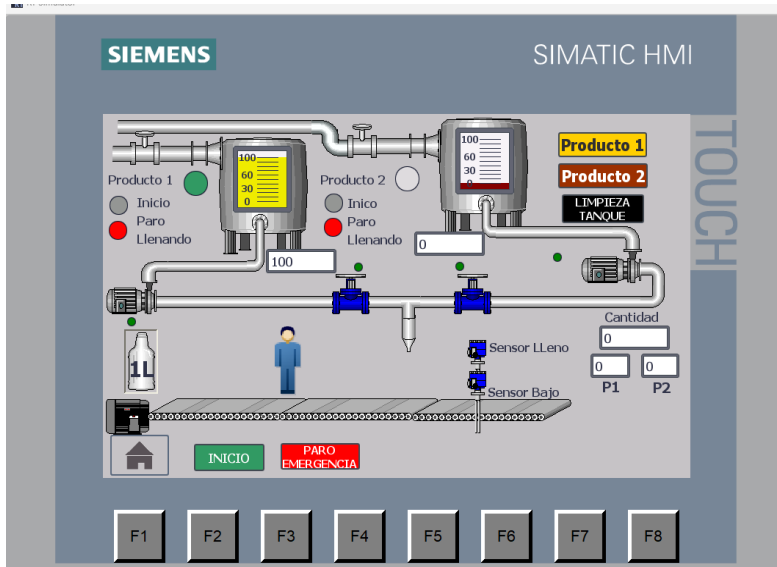 SIEMENS
SIMATIC HMI
TOUCH
100
60
30
0
Producto 1
Inicio
Paro
Llenando
100
Producto 2
Inico
Paro
Llenando
100
60
30
0
0
Producto 1
Producto 2
LIMPIEZA
TANQUE
Cantidad
0
0
0
P1
P2
1L
Sensor LLeno
Sensor Bajo
INICIO
PARO
EMERGENCIA
F1
F2
F3
F4
F5
F6
F7
F8